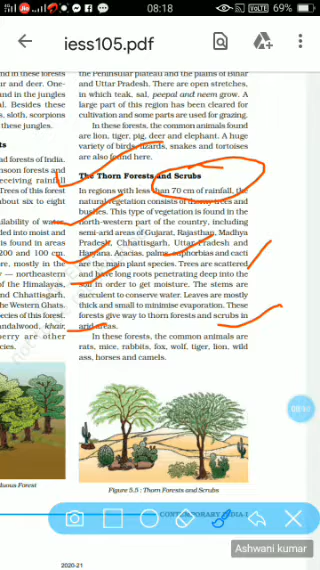 08:18
VOLTE
69%
iess105.pdf
nd in these forests
ur and deer. One-
und in the jungles
al. Besides these
s, sloth, scorpions
these jungles.
ts
ad forests of India.
nsoon forests and
eceiving rainfall
Trees of this forest
bout six to eight
ailability of water,
ded into moist and
is found in areas
200 and 100 cm.
re, mostly in the
— northeastern
of the Himalayas,
nd Chhattisgarh,
he Western Ghats.
pecies of this forest.
andalwood, khair,
berry are other
cies.
duous Forest
the Peninsular plateau and the plains of Bihar
and Uttar Pradesh. There are open stretches,
in which teak, sal, peepal and neem grow. A
large part of this region has been cleared for
cultivation and some parts are used for grazing.
In these forests, the common animals found
are lion, tiger, pig, deer and elephant. A huge
variety of birds, lizards, snakes and tortoises
are also found here.
The Thorn Forests and Scrubs
In regions with less than 70 cm of rainfall, the
natural vegetation consists of thorny trees and
bushes. This type of vegetation is found in the
north-western part of the country, including
semi-arid areas of Gujarat, Rajasthan, Madhya
Pradesh, Chhattisgarh, Uttar Pradesh and
Haryana. Acacias, palms, euphorbias and cacti
are the main plant species. Trees are scattered
and have long roots penetrating deep into the
soil in order to get moisture. The stems are
succulent to conserve water. Leaves are mostly
thick and small to minimise evaporation. These
forests give way to thorn forests and scrubs in
arid areas.
In these forests, the common animals are
rats, mice, rabbits, fox, wolf, tiger, lion, wild
ass, horses and camels.
Figure 5.5 : Thorn Forests and Scrubs
CONTEMPORARY INDIA-I
Ashwani kumar
2020-21